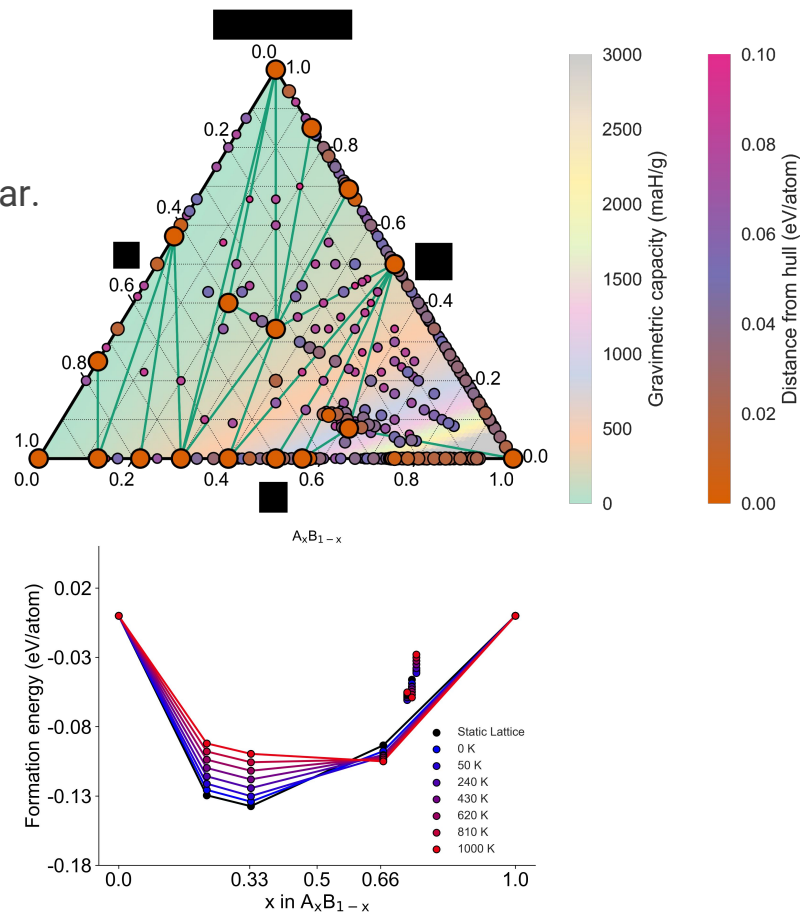 ar.
0.0
1.0
0.2
0.8
0.4
0.6
0.6
0.4
0.8
0.2
1.0
0.0
0.0
0.2
0.4
0.6
0.8
1.0
3000
2500
2000
1500
1000
500
0
Gravimetric capacity (maH/g)
0.10
0.08
0.06
0.04
0.02
0.00
Distance from hull (eV/atom)
AxB1−x
0.02
-0.03
-0.08
-0.13
-0.18
Formation energy (eV/atom)
Static Lattice
0 K
50 K
240 K
430 K
620 K
810 K
1000 K
0.0
0.33
0.5
0.66
1.0
x in AxB1−x